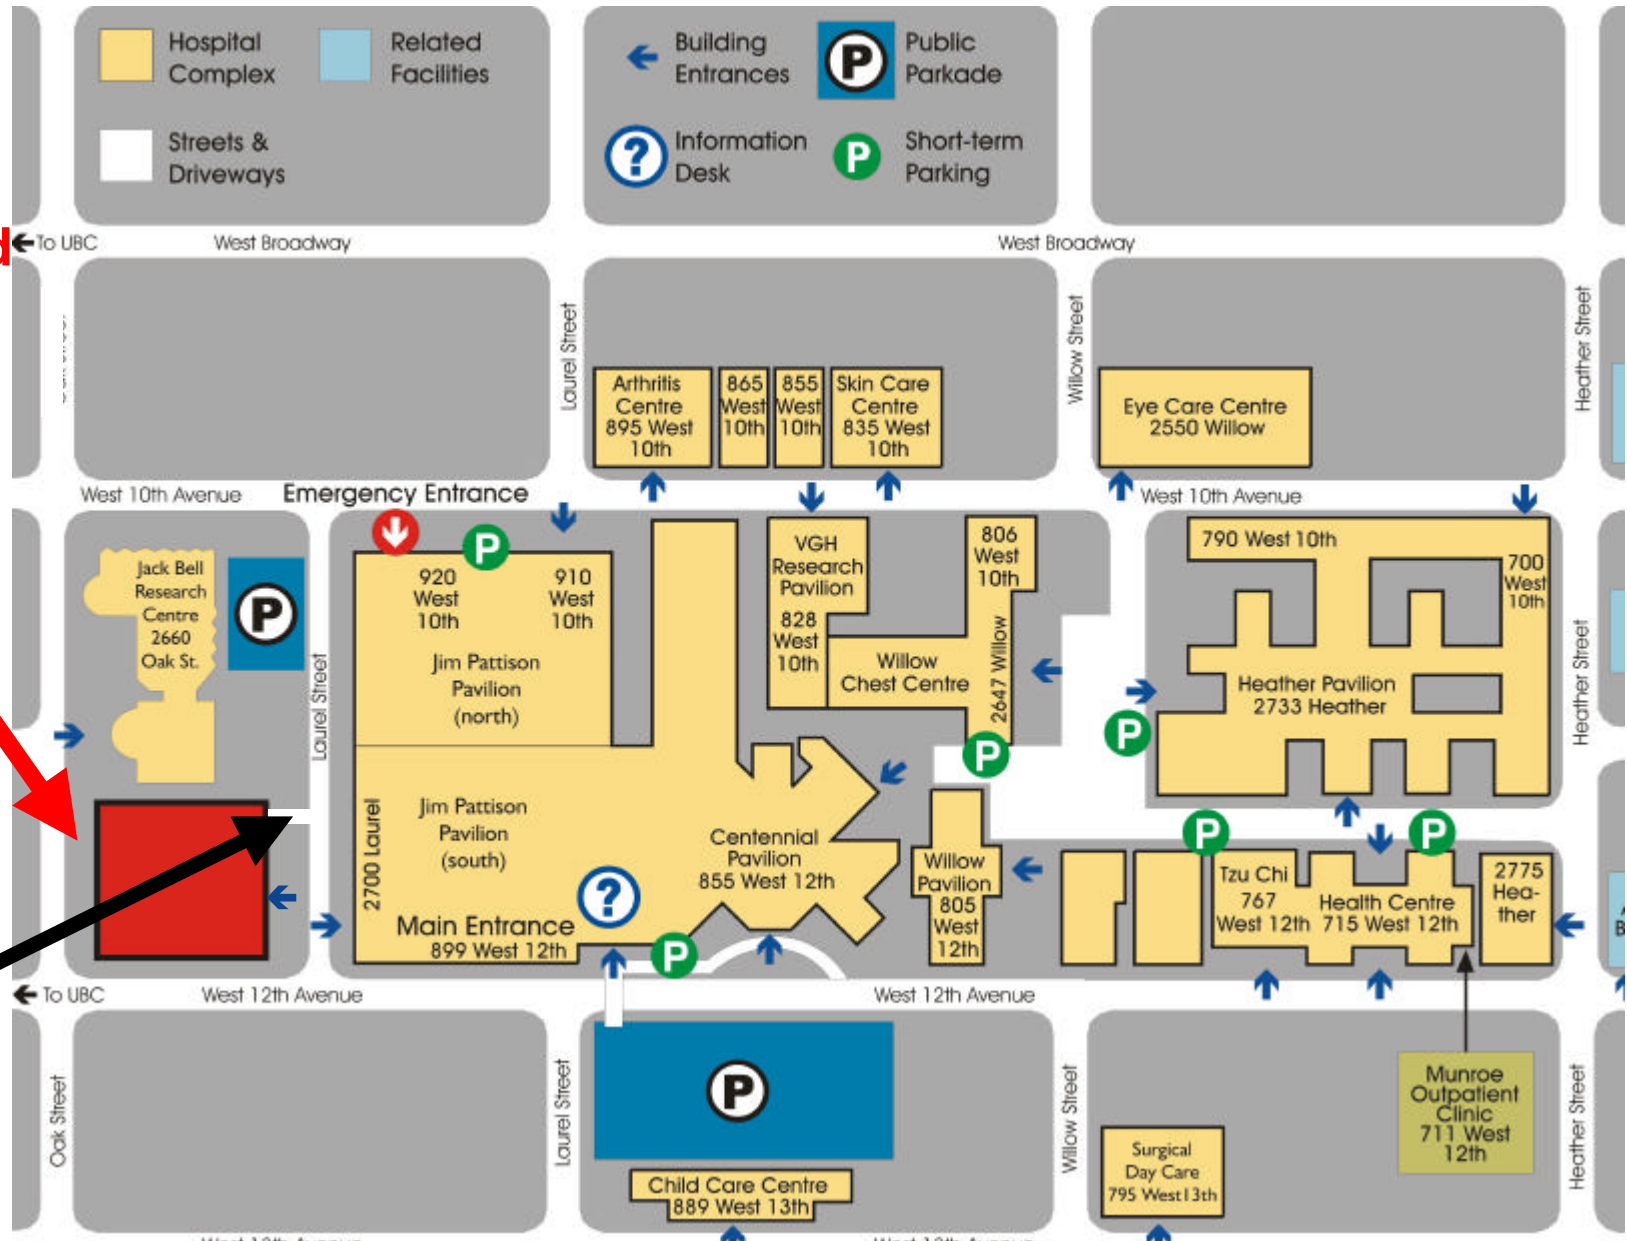 Hospital
Complex
Related
Facilities
Building
Entrances
P
Public
Parkade
Streets &
Driveways
?
Information
Desk
P
Short-term
Parking
To UBC
West Broadway
West Broadway
Laurel Street
Willow Street
Heather Street
Arthritis
Centre
895 West
10th
865
West
10th
855
West
10th
Skin Care
Centre
835 West
10th
Eye Care Centre
2550 Willow
West 10th Avenue
Emergency Entrance
West 10th Avenue
Jack Bell
Research
Centre
2660
Oak St.
P
Laurel Street
P
920
West
10th
910
West
10th
Jim Pattison
Pavilion
(north)
VGH
Research
Pavilion
828
West
10th
806
West
10th
Willow
Chest Centre
2647 Willow
P
790 West 10th
700
West
10th
Heather Pavilion
2733 Heather
P
Heather Street
2700 Laurel
Jim Pattison
Pavilion
(south)
Centennial
Pavilion
855 West 12th
?
Main Entrance
899 West 12th
P
Willow
Pavilion
805
West
12th
P
P
Tzu Chi
767
West 12th
Health Centre
715 West 12th
2775
Hea-
ther
To UBC
West 12th Avenue
West 12th Avenue
Oak Street
Laurel Street
P
Willow Street
Heather Street
Munroe
Outpatient
Clinic
711 West
12th
Child Care Centre
889 West 13th
Surgical
Day Care
795 West 13th